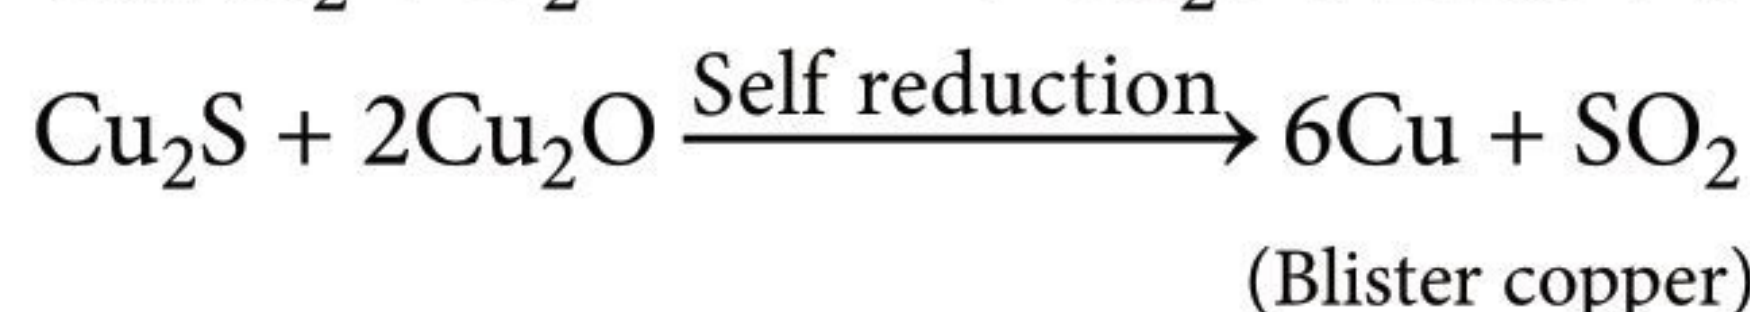 Cu₂S + 2Cu₂O Self reduction → 6Cu + SO₂
(Blister copper)